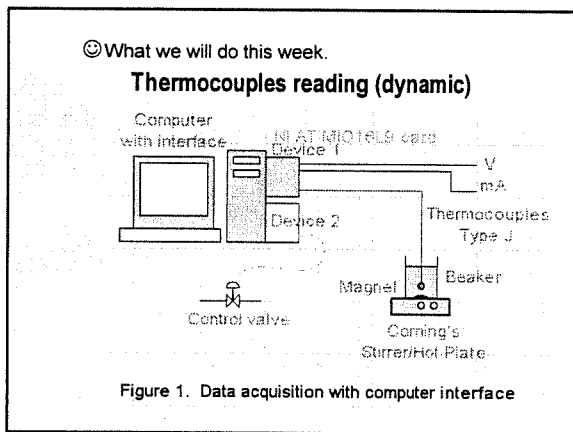 ☺What we will do this week.
Thermocouples reading (dynamic)
Computer
with interface
NI AT MIO16L9 card
Device 1
V
mA
Device 2
Thermocouples
Type J
Magnel
Beaker
Control valve
Corning's
Stirrer/Hot Plate
Figure 1. Data acquisition with computer interface